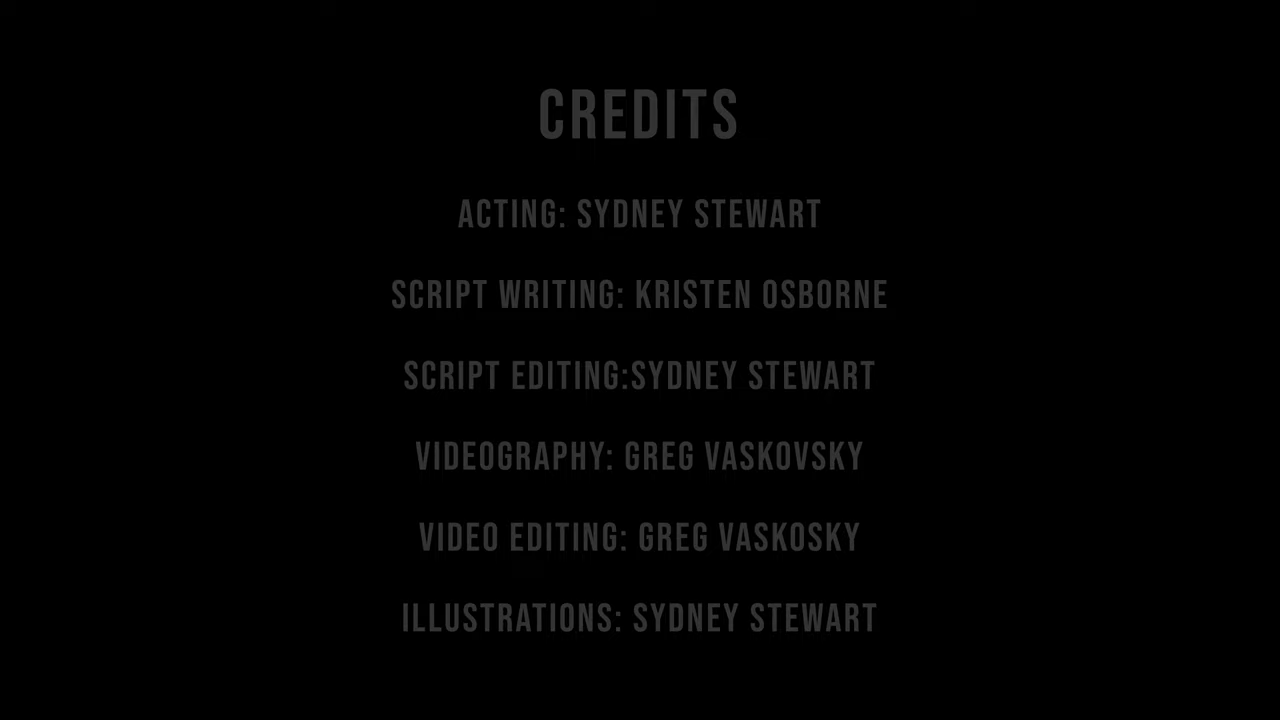 CREDITS
ACTING: SYDNEY STEWART
SCRIPT WRITING: KRISTEN OSBORNE
SCRIPT EDITING:SYDNEY STEWART
VIDEOGRAPHY: GREG VASKOVSKY
VIDEO EDITING: GREG VASKOSKY
ILLUSTRATIONS: SYDNEY STEWART